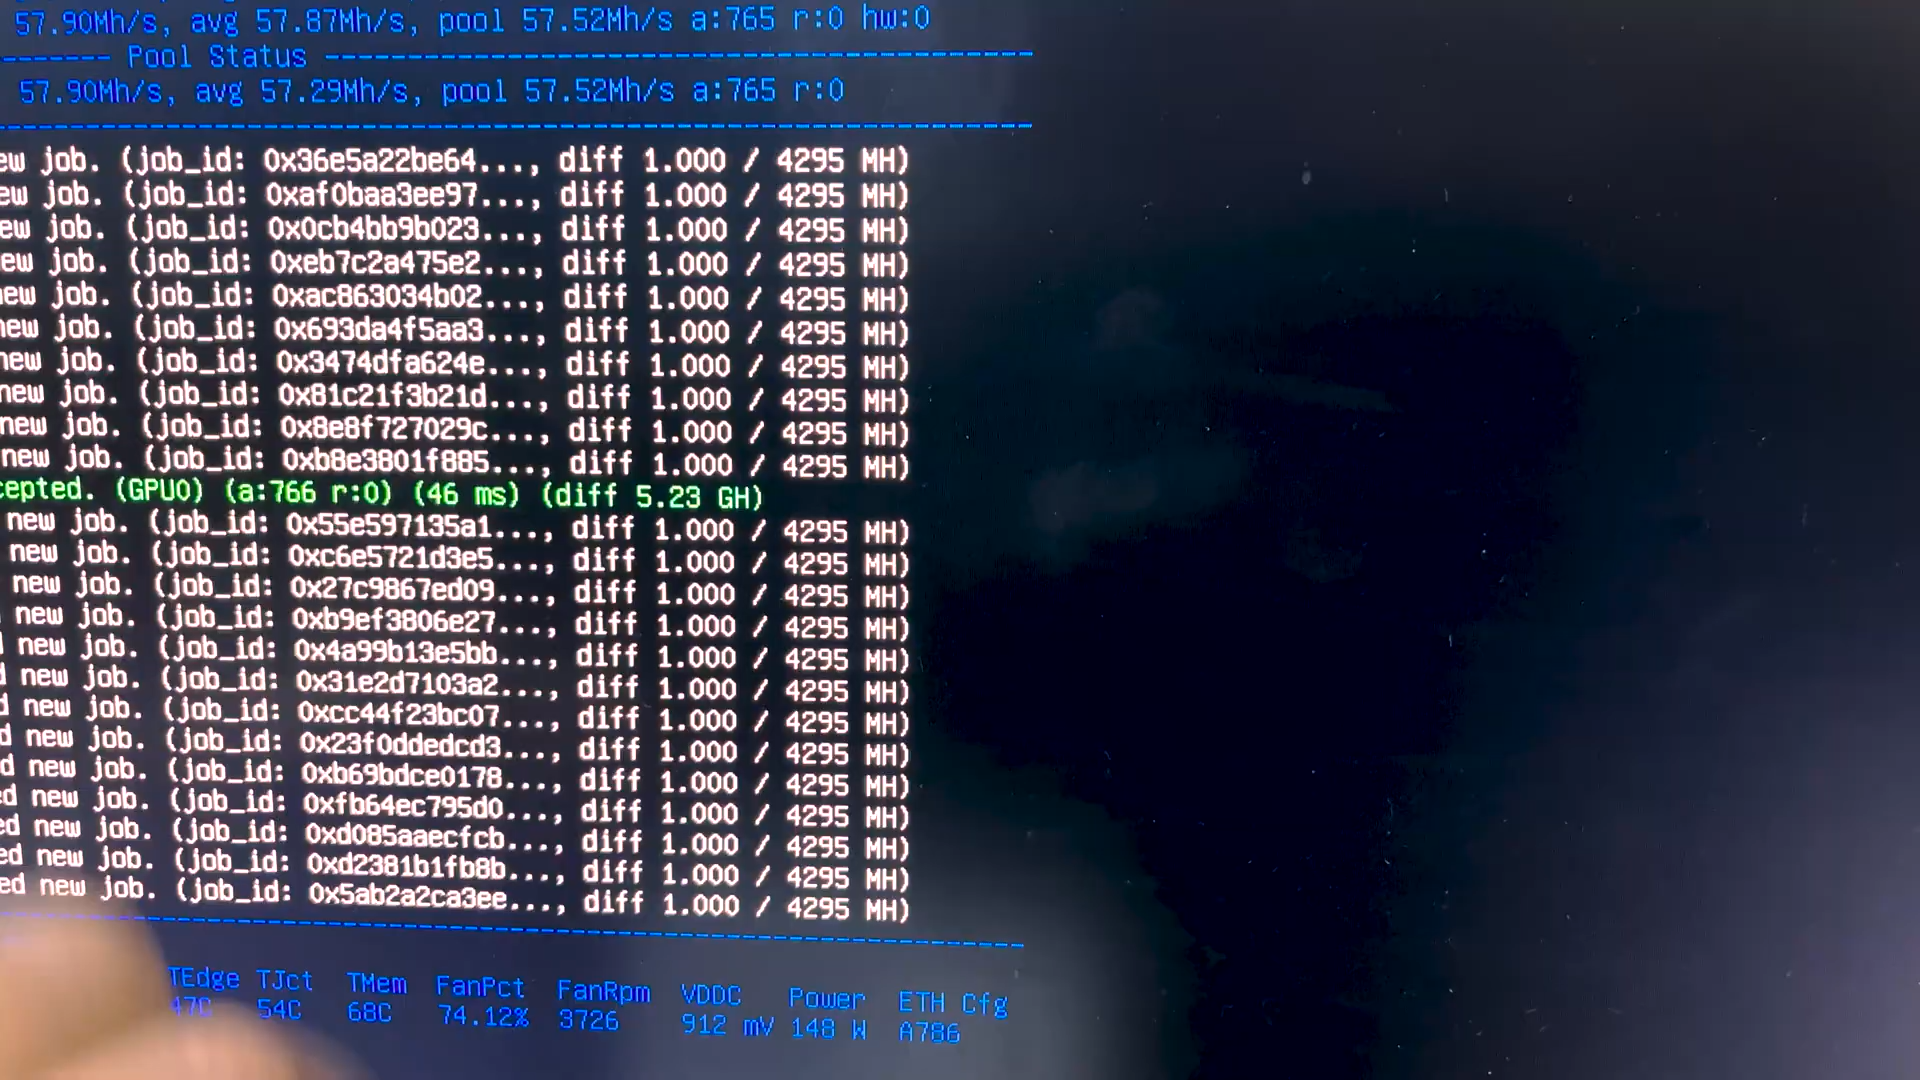 57.90Mh/s, avg 57.87Mh/s, pool 57.52Mh/s a:765 r:0 hw:0
------- Pool Status -------
57.90Mh/s, avg 57.29Mh/s, pool 57.52Mh/s a:765 r:0
ew job. (job_id: 0x36e5a22be64..., diff 1.000 / 4295 MH)
ew job. (job_id: 0xaf0baa3ee97..., diff 1.000 / 4295 MH)
ew job. (job_id: 0x0cb4bb9b023..., diff 1.000 / 4295 MH)
ew job. (job_id: 0xeb7c2a475e2..., diff 1.000 / 4295 MH)
new job. (job_id: 0xac863034b02..., diff 1.000 / 4295 MH)
new job. (job_id: 0x693da4f5aa3..., diff 1.000 / 4295 MH)
new job. (job_id: 0x3474dfa624e..., diff 1.000 / 4295 MH)
new job. (job_id: 0x81c21f3b21d..., diff 1.000 / 4295 MH)
new job. (job_id: 0x8e8f727029c..., diff 1.000 / 4295 MH)
new job. (job_id: 0xb8e3801f885..., diff 1.000 / 4295 MH)
cepted. (GPU0) (a:766 r:0) (46 ms) (diff 5.23 GH)
new job. (job_id: 0x55e597135a1..., diff 1.000 / 4295 MH)
new job. (job_id: 0xc6e5721d3e5..., diff 1.000 / 4295 MH)
new job. (job_id: 0x27c9867ed09..., diff 1.000 / 4295 MH)
new job. (job_id: 0xb9ef3806e27..., diff 1.000 / 4295 MH)
d new job. (job_id: 0x4a99b13e5bb..., diff 1.000 / 4295 MH)
d new job. (job_id: 0x31e2d7103a2..., diff 1.000 / 4295 MH)
d new job. (job_id: 0xcc44f23bc07..., diff 1.000 / 4295 MH)
d new job. (job_id: 0x23f0ddedcd3..., diff 1.000 / 4295 MH)
d new job. (job_id: 0xb69bdce0178..., diff 1.000 / 4295 MH)
ed new job. (job_id: 0xfb64ec795d0..., diff 1.000 / 4295 MH)
ed new job. (job_id: 0xd085aaecfcb..., diff 1.000 / 4295 MH)
ed new job. (job_id: 0xd2381b1fb8b..., diff 1.000 / 4295 MH)
ed new job. (job_id: 0x5ab2a2ca3ee..., diff 1.000 / 4295 MH)
TEdge TJct TMem FanPct FanRpm VDDC Power ETH Cfg
47C 54C 68C 74.12% 3726 912 mV 148 W A786